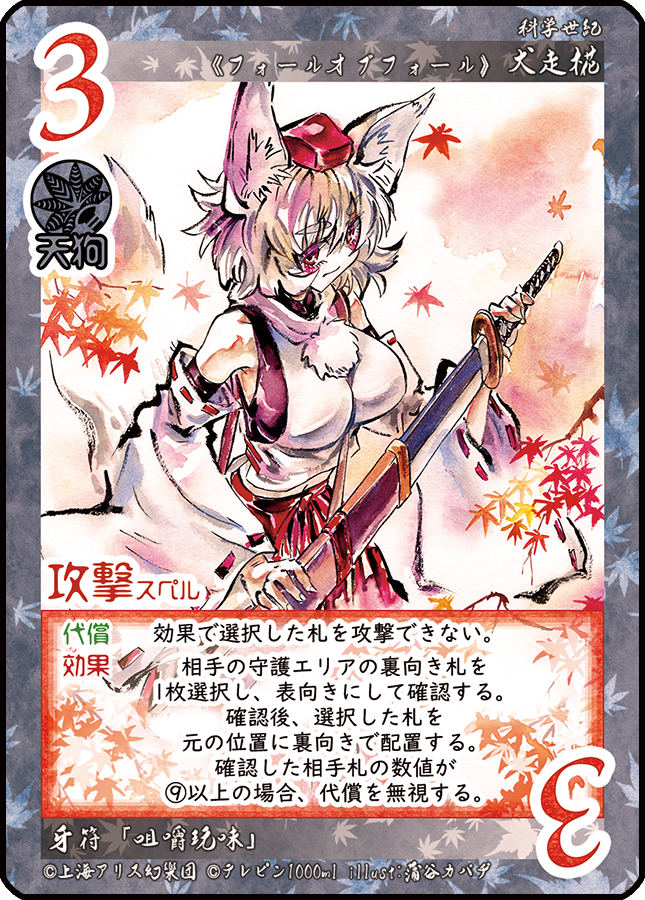 科学世紀
3
《フォールオブフォール》 犬走椛
天狗
攻撃スペル
代償 効果で選択した札を攻撃できない。
効果 相手の守護エリアの裏向き札を
1枚選択し、表向きにして確認する。
確認後、選択した札を
元の位置に裏向きで配置する。
確認した相手札の数値が
⑨以上の場合、代償を無視する。
3
牙符「咀嚼玩味」
©上海アリス幻樂団 ©テレピン1000ml illust:蒲谷カバヂ